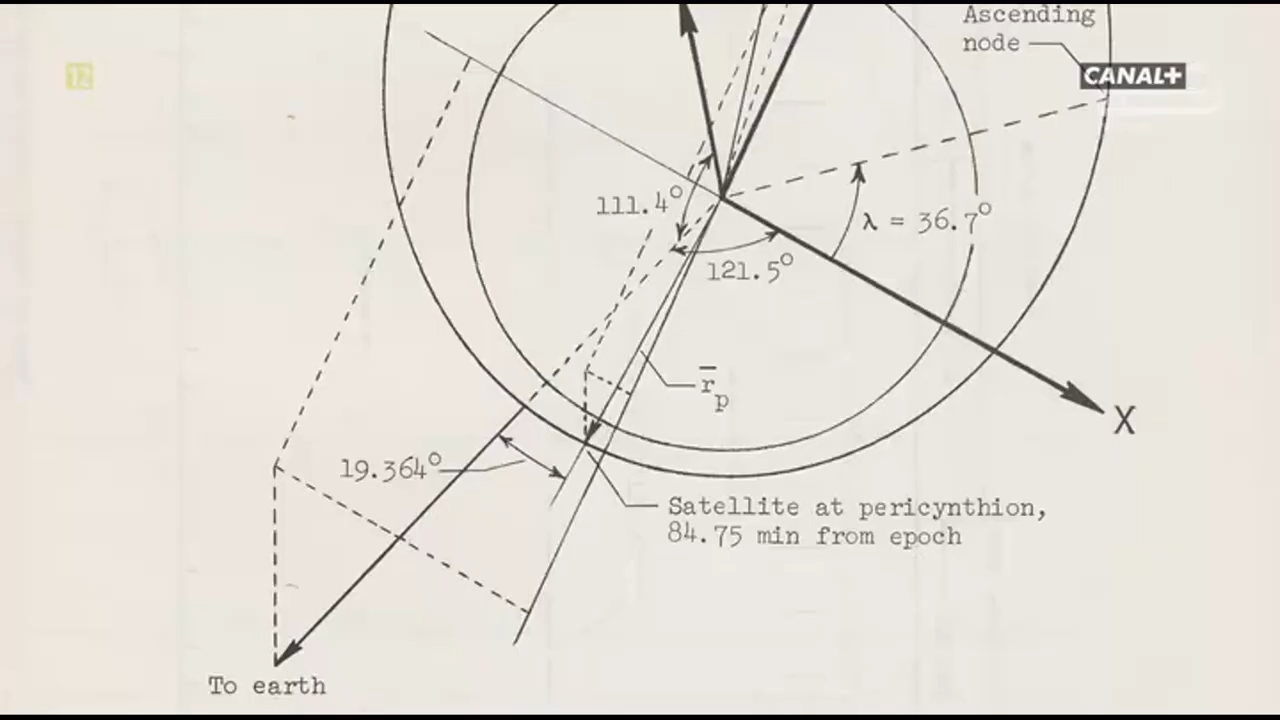 Ascending
node
12
CANAL+
111.4°
λ = 36.7°
121.5°
r̄p
19.364°
X
Satellite at pericynthion,
84.75 min from epoch
To earth